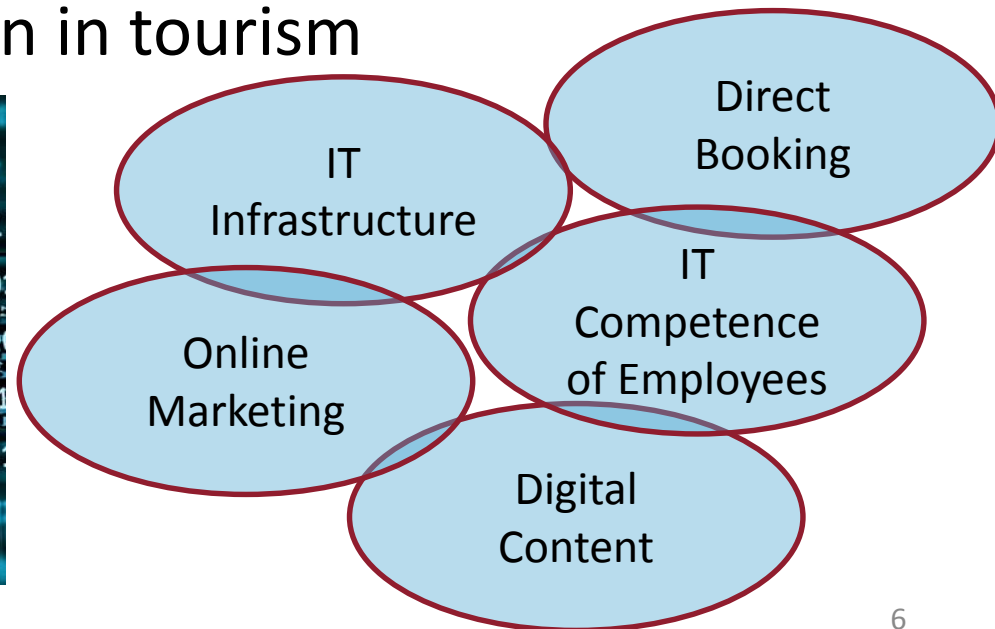 n in tourism
Direct
Booking
IT
Infrastructure
IT
Competence
of Employees
Online
Marketing
Digital
Content
6